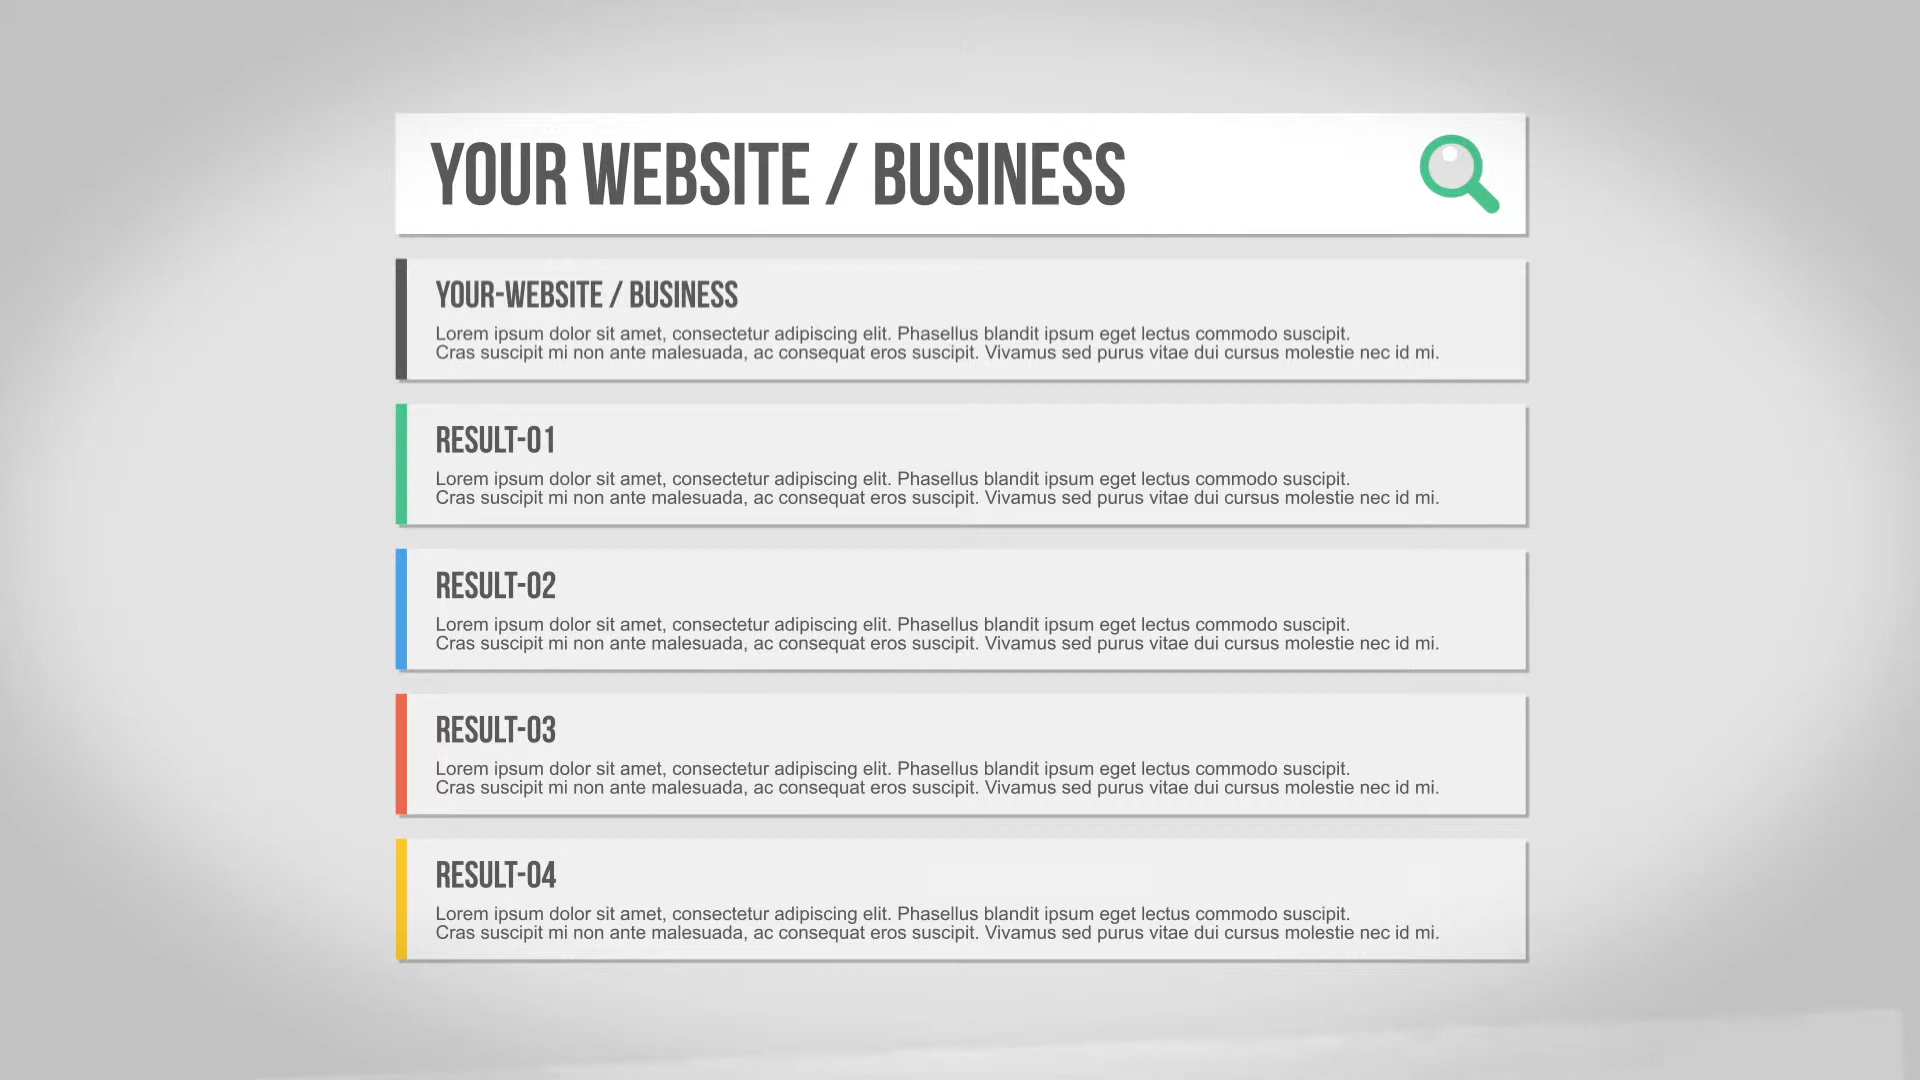 YOUR WEBSITE / BUSINESS
YOUR-WEBSITE / BUSINESS
Lorem ipsum dolor sit amet, consectetur adipiscing elit. Phasellus blandit ipsum eget lectus commodo suscipit.
Cras suscipit mi non ante malesuada, ac consequat eros suscipit. Vivamus sed purus vitae dui cursus molestie nec id mi.
RESULT-01
Lorem ipsum dolor sit amet, consectetur adipiscing elit. Phasellus blandit ipsum eget lectus commodo suscipit.
Cras suscipit mi non ante malesuada, ac consequat eros suscipit. Vivamus sed purus vitae dui cursus molestie nec id mi.
RESULT-02
Lorem ipsum dolor sit amet, consectetur adipiscing elit. Phasellus blandit ipsum eget lectus commodo suscipit.
Cras suscipit mi non ante malesuada, ac consequat eros suscipit. Vivamus sed purus vitae dui cursus molestie nec id mi.
RESULT-03
Lorem ipsum dolor sit amet, consectetur adipiscing elit. Phasellus blandit ipsum eget lectus commodo suscipit.
Cras suscipit mi non ante malesuada, ac consequat eros suscipit. Vivamus sed purus vitae dui cursus molestie nec id mi.
RESULT-04
Lorem ipsum dolor sit amet, consectetur adipiscing elit. Phasellus blandit ipsum eget lectus commodo suscipit.
Cras suscipit mi non ante malesuada, ac consequat eros suscipit. Vivamus sed purus vitae dui cursus molestie nec id mi.